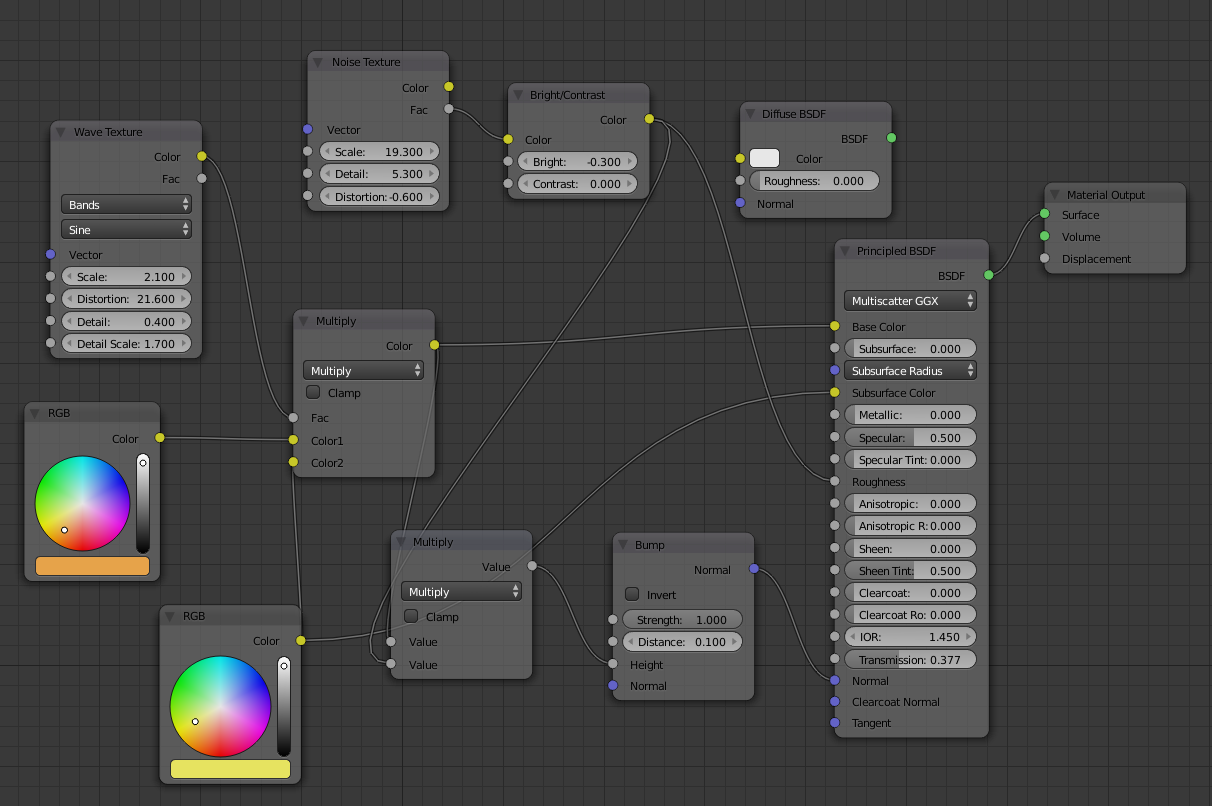 Wave Texture
Color
Fac
Bands
Sine
Vector
Scale: 2.100
Distortion: 21.600
Detail: 0.400
Detail Scale: 1.700
Noise Texture
Color
Fac
Vector
Scale: 19.300
Detail: 5.300
Distortion:-0.600
Bright/Contrast
Color
Color
Bright: -0.300
Contrast: 0.000
Diffuse BSDF
BSDF
Color
Roughness: 0.000
Normal
Material Output
Surface
Volume
Displacement
Multiply
Color
Multiply
Clamp
Fac
Color1
Color2
RGB
Color
RGB
Color
Multiply
Value
Multiply
Clamp
Value
Value
Bump
Normal
Invert
Strength: 1.000
Distance: 0.100
Height
Normal
Principled BSDF
BSDF
Multiscatter GGX
Base Color
Subsurface: 0.000
Subsurface Radius
Subsurface Color
Metallic: 0.000
Specular: 0.500
Specular Tint: 0.000
Roughness
Anisotropic: 0.000
Anisotropic R: 0.000
Sheen: 0.000
Sheen Tint: 0.500
Clearcoat: 0.000
Clearcoat Ro: 0.000
IOR: 1.450
Transmission: 0.377
Normal
Clearcoat Normal
Tangent